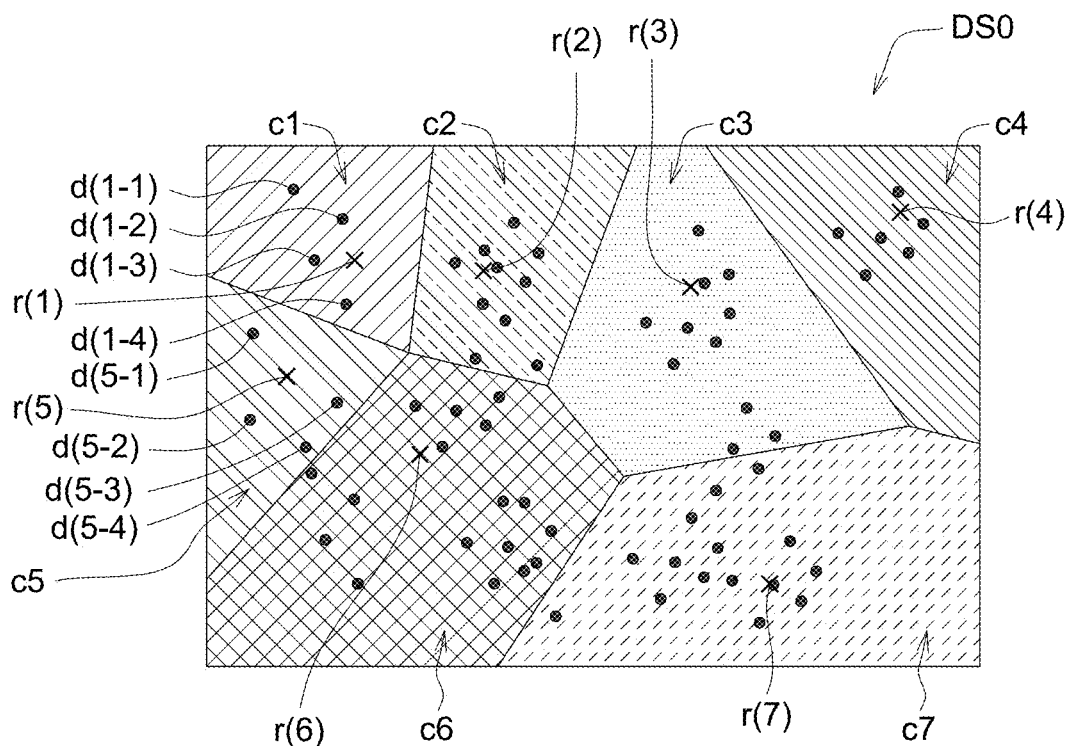 DS0
r(2)
r(3)
c1
c2
c3
c4
d(1-1)
d(1-2)
d(1-3)
r(1)
d(1-4)
d(5-1)
r(5)
d(5-2)
d(5-3)
d(5-4)
c5
r(4)
r(6)
c6
r(7)
c7